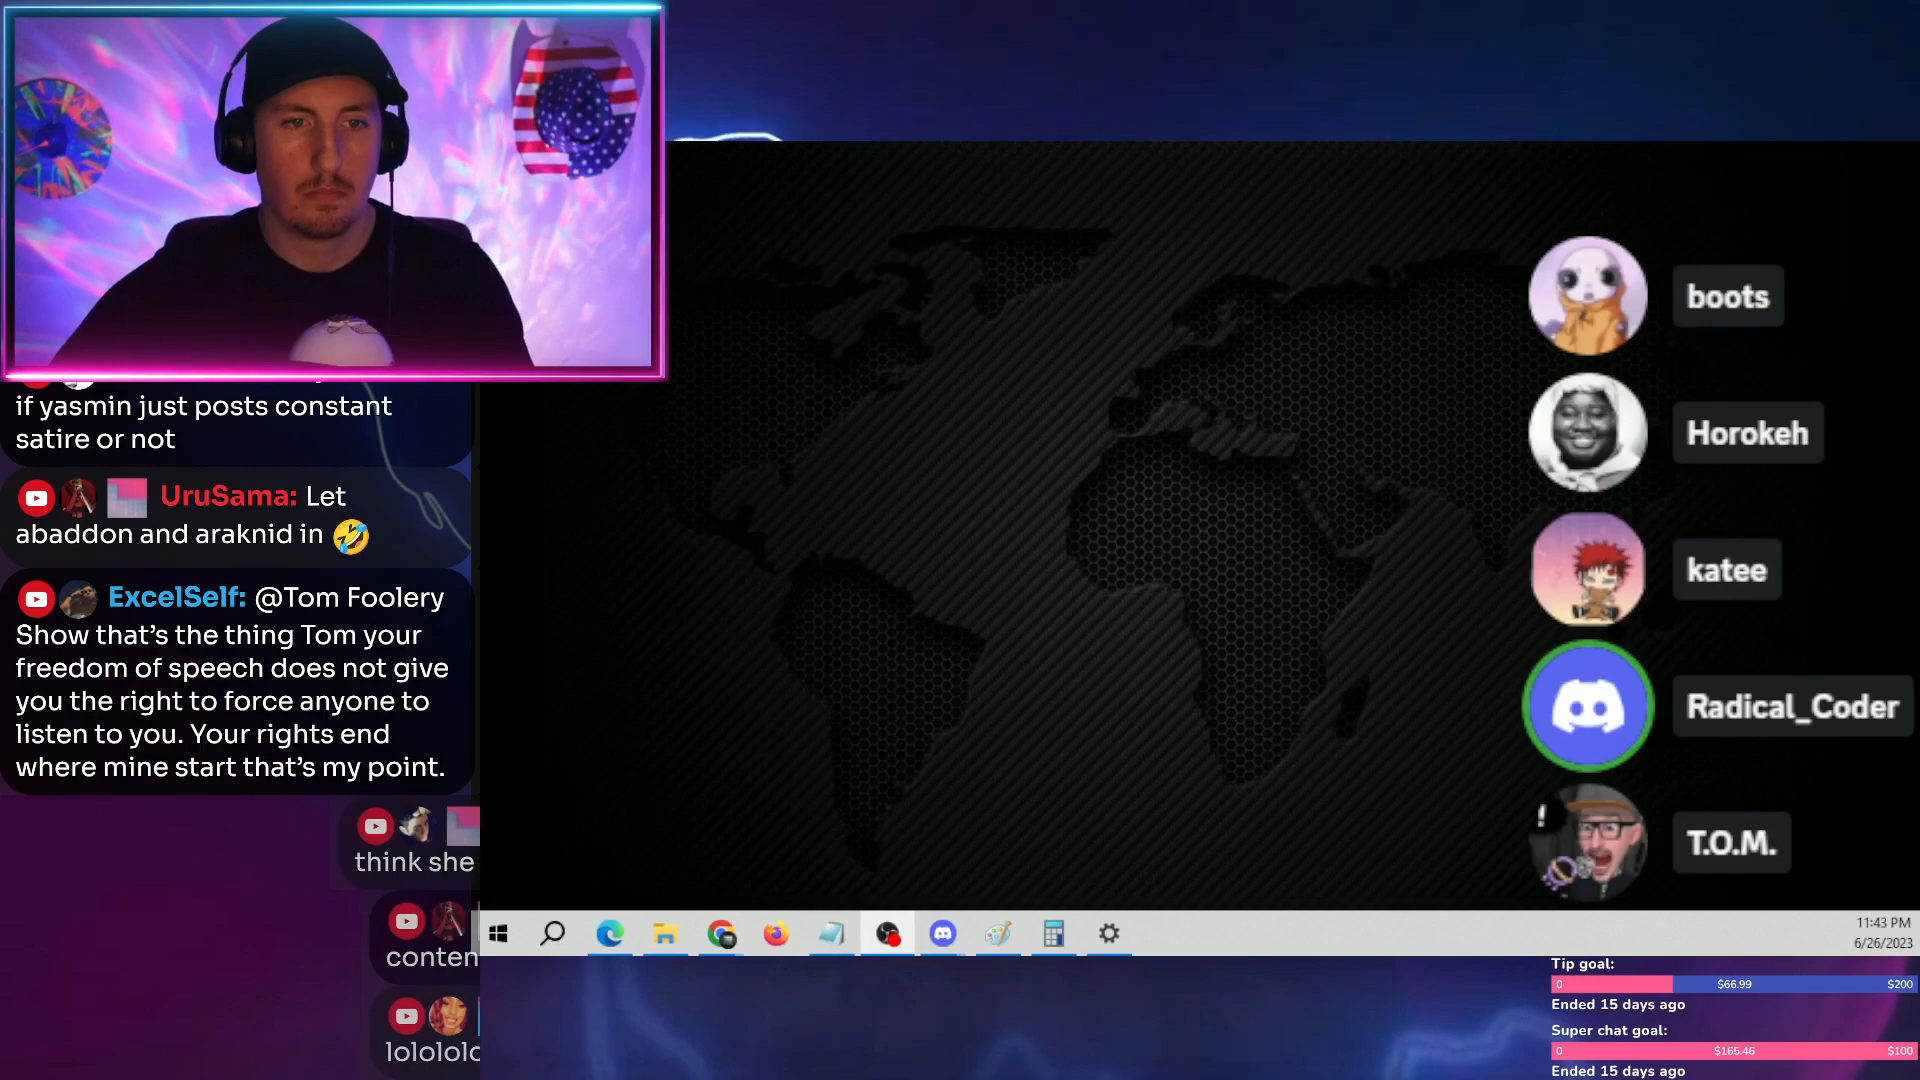 if yasmin just posts constant
satire or not
UruSama: Let
abaddon and araknid in
ExcelSelf: @Tom Foolery
Show that’s the thing Tom your
freedom of speech does not give
you the right to force anyone to
listen to you. Your rights end
where mine start that’s my point.
think she
conten
lolololo
boots
Horokeh
katee
Radical_Coder
!
T.O.M.
11:43 PM
6/26/2023
Tip goal:
0 $66.99 $200
Ended 15 days ago
Super chat goal:
0 $165.46 $100
Ended 15 days ago